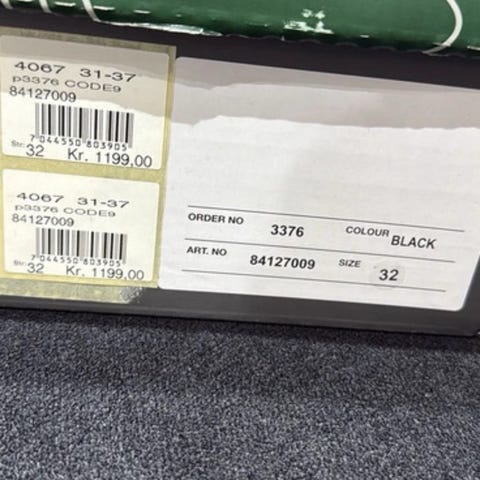 4067 31-37
p3376 CODE9
84127009
7 044550 803905
Str: 32 Kr. 1199,00
4067 31-37
p3376 CODE9
84127009
7 044550 803905
Str: 32 Kr. 1199,00
ORDER NO 3376 COLOUR BLACK
ART. NO 84127009 SIZE 32